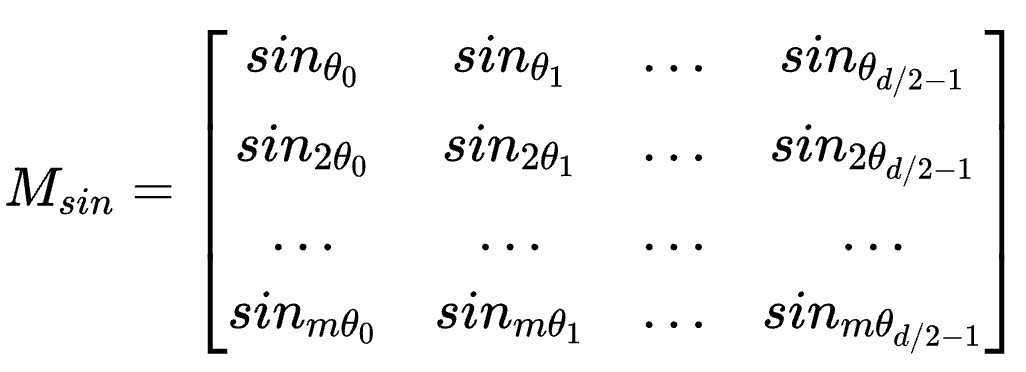 sin_{θ_0} sin_{θ_1} ... sin_{θ_{d/2-1}}
M_{sin} = sin_{2θ_0} sin_{2θ_1} ... sin_{2θ_{d/2-1}}
... ... ... ...
sin_{mθ_0} sin_{mθ_1} ... sin_{mθ_{d/2-1}}